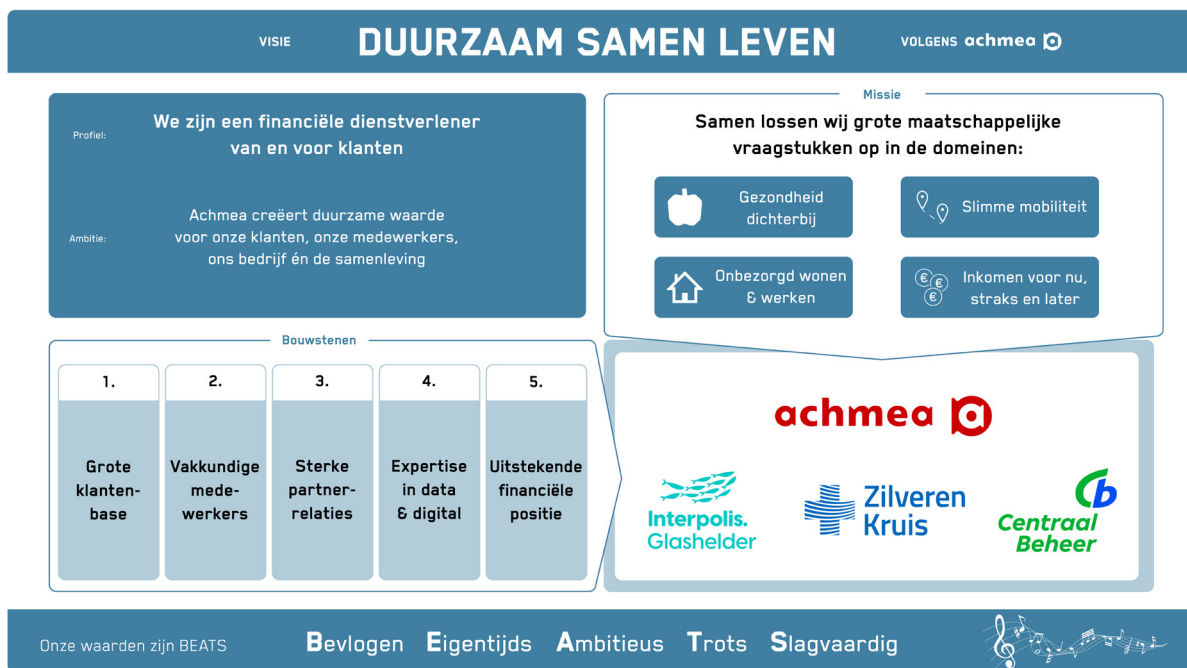 VISIE
DUURZAAM SAMEN LEVEN
VOLGENS achmea
Profiel:
We zijn een financiële dienstverlener
van en voor klanten
Ambitie:
Achmea creëert duurzame waarde
voor onze klanten, onze medewerkers,
ons bedrijf én de samenleving
Missie
Samen lossen wij grote maatschappelijke
vraagstukken op in de domeinen:
Gezondheid
dichterbij
Slimme mobiliteit
Onbezorgd wonen
& werken
€ € €
Inkomen voor nu,
straks en later
Bouwstenen
1.
Grote
klanten-
base
2.
Vakkundige
mede-
werkers
3.
Sterke
partner-
relaties
4.
Expertise
in data
& digital
5.
Uitstekende
financiële
positie
achmea
Interpolis.
Glashelder
Zilveren
Kruis
Cb
Centraal
Beheer
Onze waarden zijn BEATS
Bevlogen Eigentijds Ambitieus Trots Slagvaardig